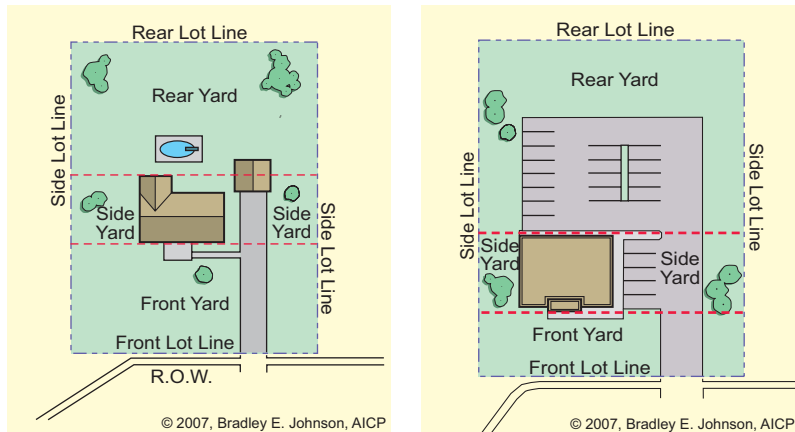 Rear Lot Line
Rear Yard
Side Lot Line
Side
Yard
Side
Yard
Side Lot Line
Front Yard
Front Lot Line
R.O.W.
© 2007, Bradley E. Johnson, AICP
Rear Lot Line
Rear Yard
Side Lot Line
Side Lot Line
Side
Yard
Side
Yard
Front Yard
Front Lot Line
© 2007, Bradley E. Johnson, AICP